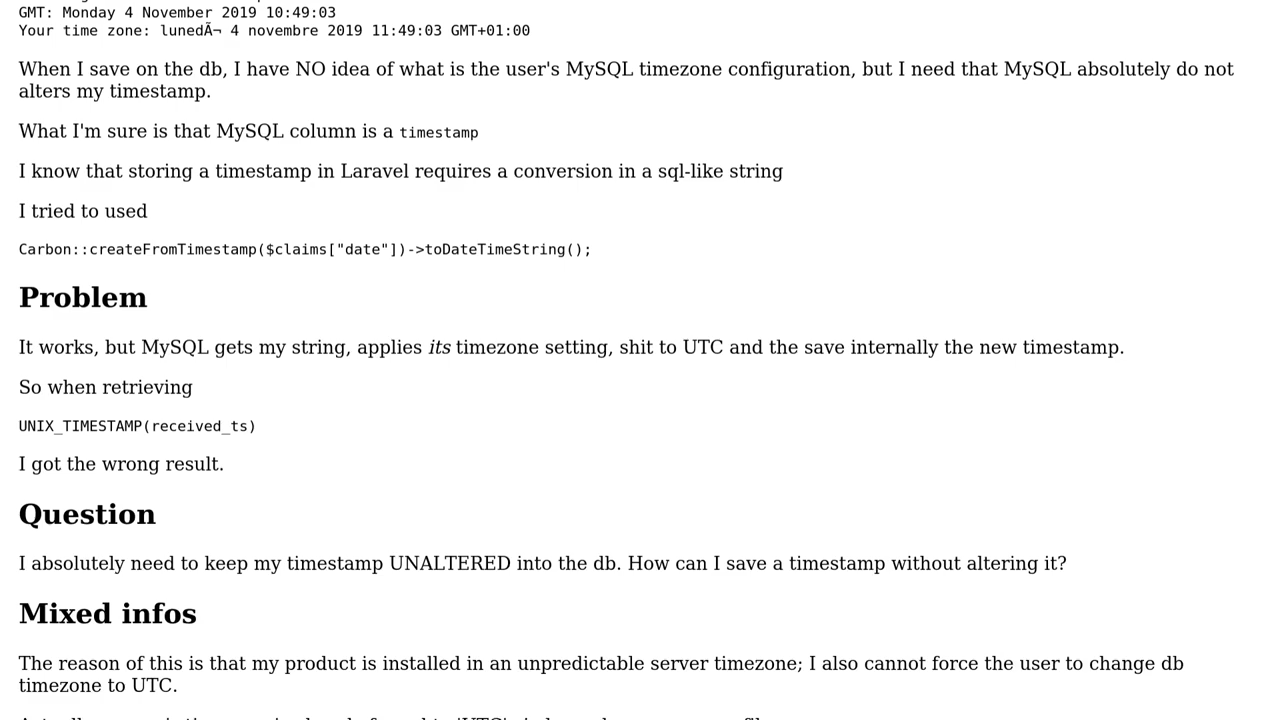 GMT: Monday 4 November 2019 10:49:03
Your time zone: lunedÃ¬ 4 novembre 2019 11:49:03 GMT+01:00
When I save on the db, I have NO idea of what is the user's MySQL timezone configuration, but I need that MySQL absolutely do not
alters my timestamp.
What I'm sure is that MySQL column is a timestamp
I know that storing a timestamp in Laravel requires a conversion in a sql-like string
I tried to used
Carbon::createFromTimestamp($claims["date"])->toDateTimeString();
Problem
It works, but MySQL gets my string, applies its timezone setting, shit to UTC and the save internally the new timestamp.
So when retrieving
UNIX_TIMESTAMP(received_ts)
I got the wrong result.
Question
I absolutely need to keep my timestamp UNALTERED into the db. How can I save a timestamp without altering it?
Mixed infos
The reason of this is that my product is installed in an unpredictable server timezone; I also cannot force the user to change db
timezone to UTC.